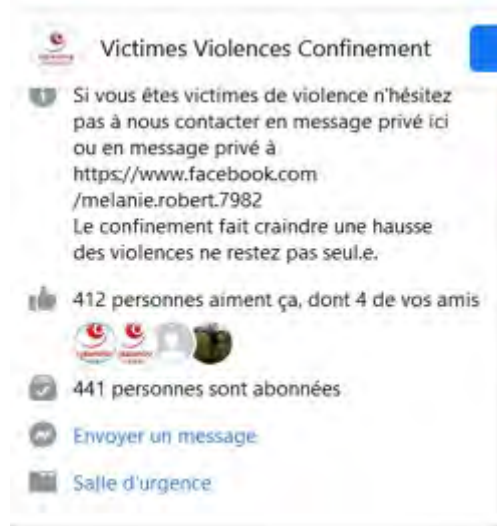 Victimes Violences Confinement
Si vous êtes victimes de violence n'hésitez
pas à nous contacter en message privé ici
ou en message privé à
https://www.facebook.com
/melanie.robert.7982
Le confinement fait craindre une hausse
des violences ne restez pas seul.e.
412 personnes aiment ça, dont 4 de vos amis
441 personnes sont abonnées
Envoyer un message
Salle d'urgence